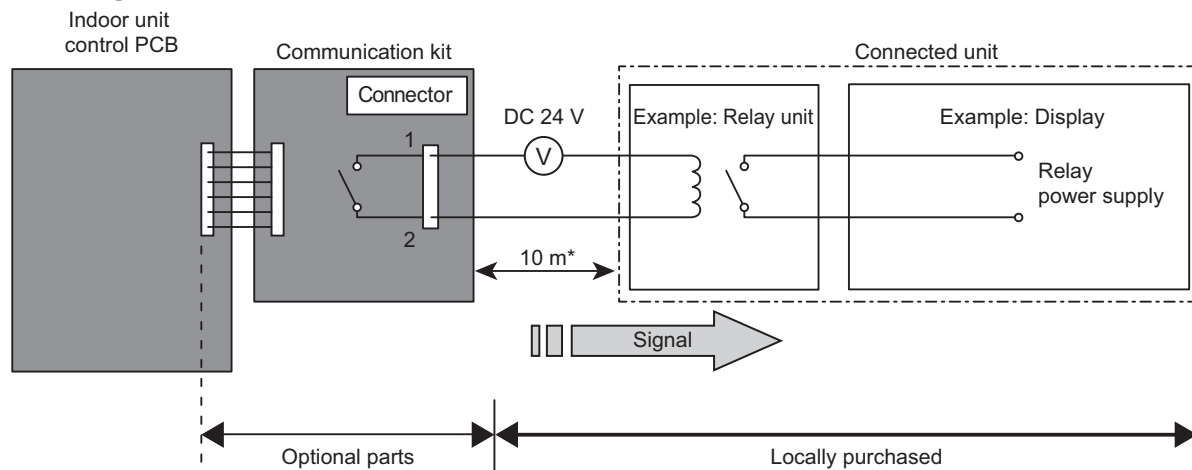 Indoor unit
control PCB
Communication kit
Connected unit
Connector
DC 24 V
Example: Relay unit
Example: Display
1
V
Relay
power supply
2
10 m*
Signal
Optional parts
Locally purchased